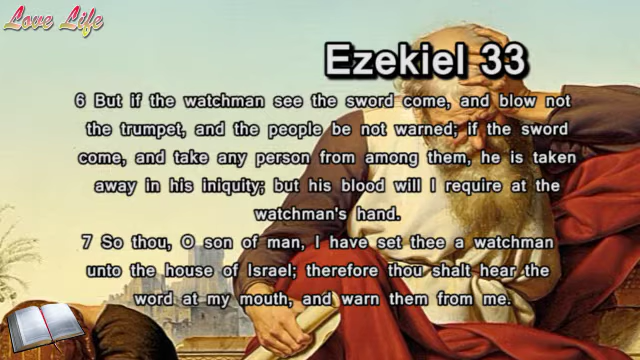 Love Life
Ezekiel 33
6 But if the watchman see the sword come, and blow not
the trumpet, and the people be not warned; if the sword
come, and take any person from among them, he is taken
away in his iniquity; but his blood will I require at the
watchman's hand.
7 So thou, O son of man, I have set thee a watchman
unto the house of Israel; therefore thou shalt hear the
word at my mouth, and warn them from me.